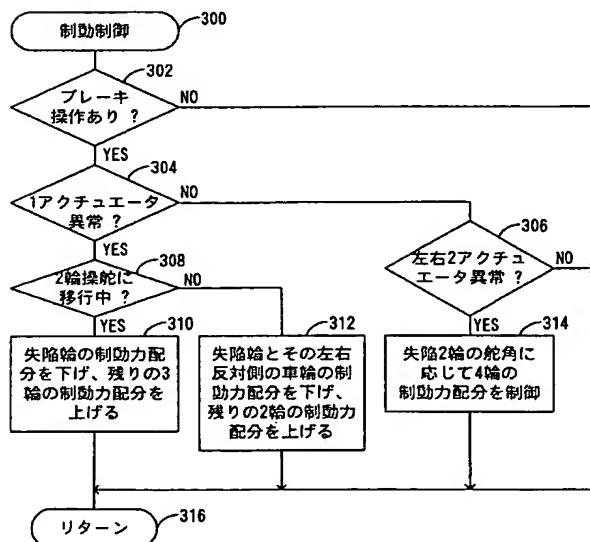 制動制御
300
302
ブレーキ
操作あり ?
NO
YES
304
1アクチュエータ
異常 ?
NO
YES
306
左右2アクチュ
エータ異常 ?
NO
YES
308
2輪操舵に
移行中 ?
NO
YES
310
失陥輪の制動力配
分を下げ、残りの3
輪の制動力配分を
上げる
312
失陥輪とその左右
反対側の車輪の制
動力配分を下げ、
残りの2輪の制動力
配分を上げる
314
失陥2輪の舵角に
応じて4輪の
制動力配分を制御
リターン
316